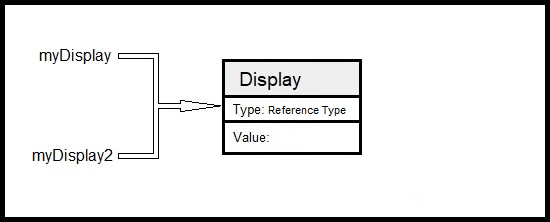 myDisplay
Display
Type: Reference Type
Value:
myDisplay2